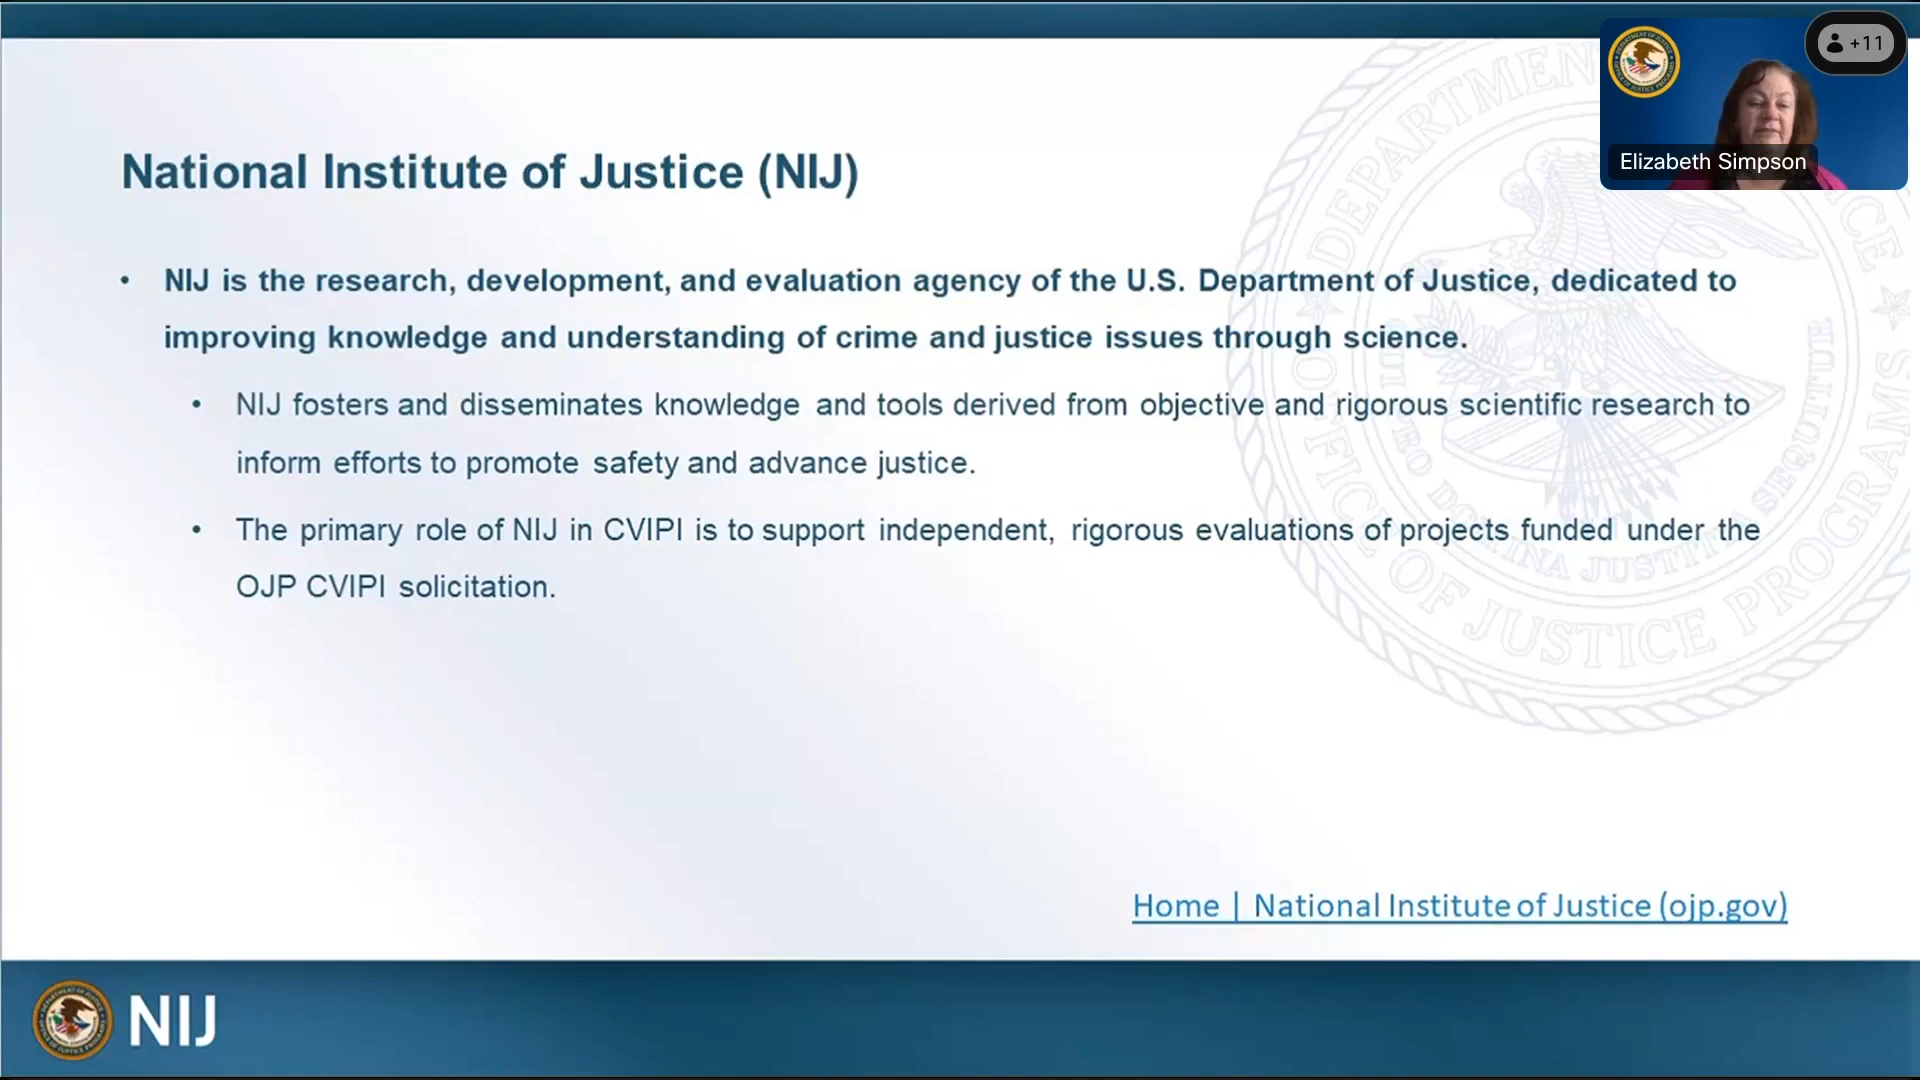 +11
Elizabeth Simpson
National Institute of Justice (NIJ)
• NIJ is the research, development, and evaluation agency of the U.S. Department of Justice, dedicated to
improving knowledge and understanding of crime and justice issues through science.
• NIJ fosters and disseminates knowledge and tools derived from objective and rigorous scientific research to
inform efforts to promote safety and advance justice.
• The primary role of NIJ in CVIPI is to support independent, rigorous evaluations of projects funded under the
OJP CVIPI solicitation.
OFFICE OF JUSTICE PROGRAMS
Home | National Institute of Justice (ojp.gov)
NIJ